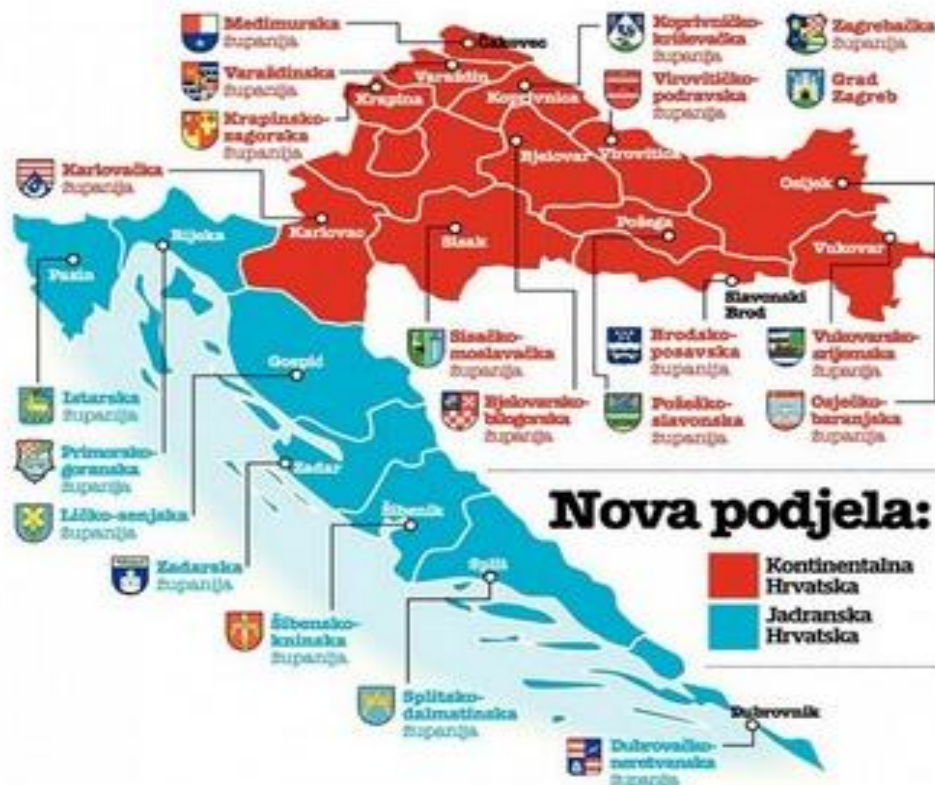 Međimurska
županija
Čakovec
Koprivničko-
križevačka
županija
Zagrebačka
županija
Varaždinska
županija
Varaždin
Virovitičko-
podravska
županija
Grad
Zagreb
Krapina
Koprivnica
Krapinsko-
zagorska
županija
Bjelovar
Virovitica
Karlovačka
županija
Osijek
Rijeka
Karlovac
Sisak
Požega
Vukovar
Pazin
Slavonski
Brod
Sisačko-
moslavačka
županija
Brodsko-
posavska
županija
Vukovarsko-
srijemska
županija
Gospić
Istarska
županija
Bjelovarsko-
bilogorska
županija
Požeško-
slavonska
županija
Osječko-
baranjska
županija
Primorsko-
goranska
županija
Zadar
Ličko-senjska
županija
Šibenik
Nova podjela:
Zadarska
županija
Split
Kontinentalna
Hrvatska
Jadranska
Hrvatska
Šibensko-
kninska
županija
Splitsko-
dalmatinska
županija
Dubrovnik
Dubrovačko-
neretvanska
županija